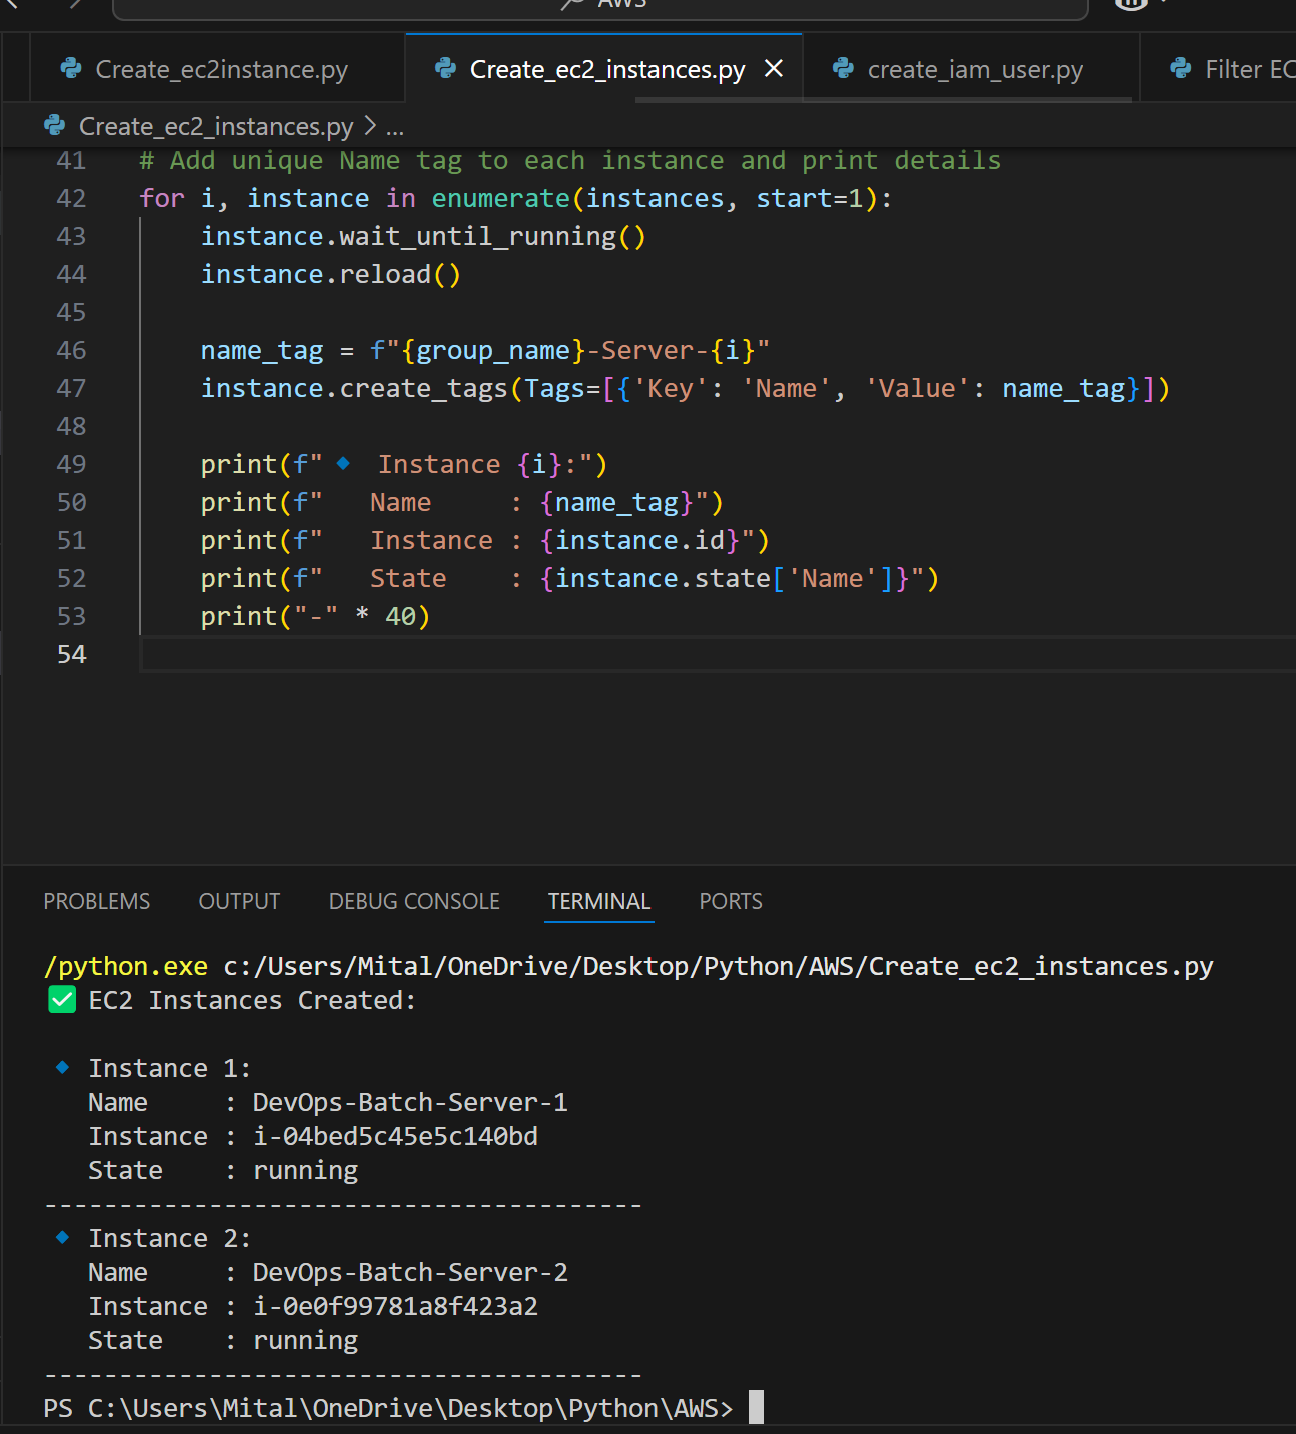 AWS
Create_ec2instance.py
Create_ec2_instances.py
create_iam_user.py
Filter EC
Create_ec2_instances.py > ...
41 # Add unique Name tag to each instance and print details
42 for i, instance in enumerate(instances, start=1):
43     instance.wait_until_running()
44     instance.reload()
45
46     name_tag = f"{group_name}-Server-{i}"
47     instance.create_tags(Tags=[{'Key': 'Name', 'Value': name_tag}])
48
49     print(f"🔹 Instance {i}:")
50     print(f"   Name     : {name_tag}")
51     print(f"   Instance : {instance.id}")
52     print(f"   State    : {instance.state['Name']}")
53     print("-" * 40)
54
PROBLEMS OUTPUT DEBUG CONSOLE TERMINAL PORTS
/python.exe c:/Users/Mital/OneDrive/Desktop/Python/AWS/Create_ec2_instances.py
✅ EC2 Instances Created:
🔹 Instance 1:
   Name     : DevOps-Batch-Server-1
   Instance : i-04bed5c45e5c140bd
   State    : running
----------------------------------------
🔹 Instance 2:
   Name     : DevOps-Batch-Server-2
   Instance : i-0e0f99781a8f423a2
   State    : running
----------------------------------------
PS C:\Users\Mital\OneDrive\Desktop\Python\AWS>